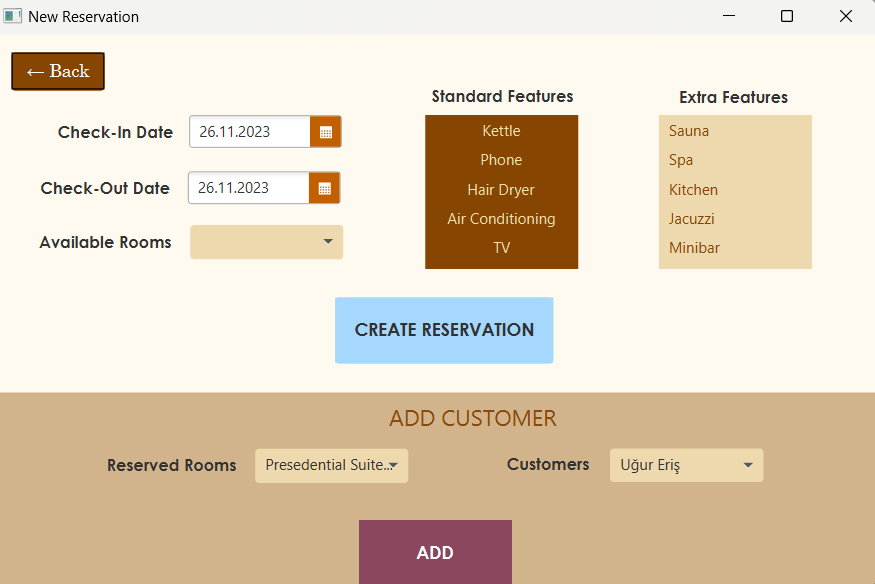 New Reservation
← Back
Check-In Date
26.11.2023
Check-Out Date
26.11.2023
Available Rooms
Standard Features
Kettle
Phone
Hair Dryer
Air Conditioning
TV
Extra Features
Sauna
Spa
Kitchen
Jacuzzi
Minibar
CREATE RESERVATION
ADD CUSTOMER
Reserved Rooms
Presedential Suite...
Customers
Uğur Eriş
ADD